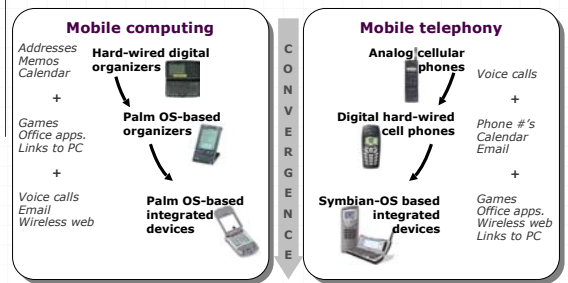 Mobile computing
Addresses
Memos
Calendar
Hard-wired digital
organizers
+
Games
Office apps.
Links to PC
Palm OS-based
organizers
+
Voice calls
Email
Wireless web
Palm OS-based
integrated
devices
CONVERGENCE
Mobile telephony
Analog cellular
phones
Voice calls
+
Digital hard-wired
cell phones
Phone #'s
Calendar
Email
+
Symbian-OS based
integrated
devices
Games
Office apps.
Wireless web
Links to PC